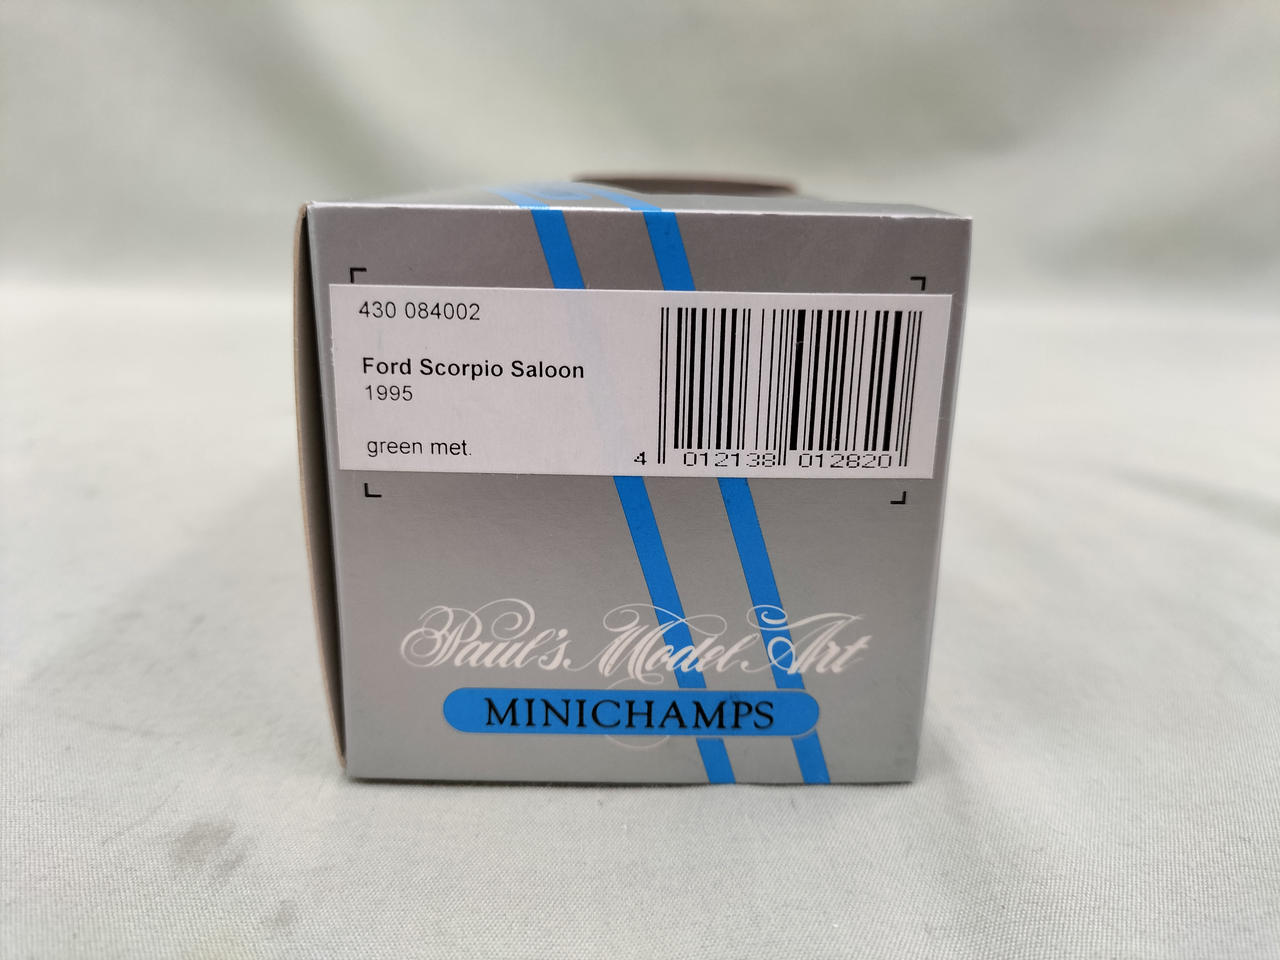 430 084002
Ford Scorpio Saloon
1995
green met.
4 012138 012820
Paul's Model Art
MINICHAMPS